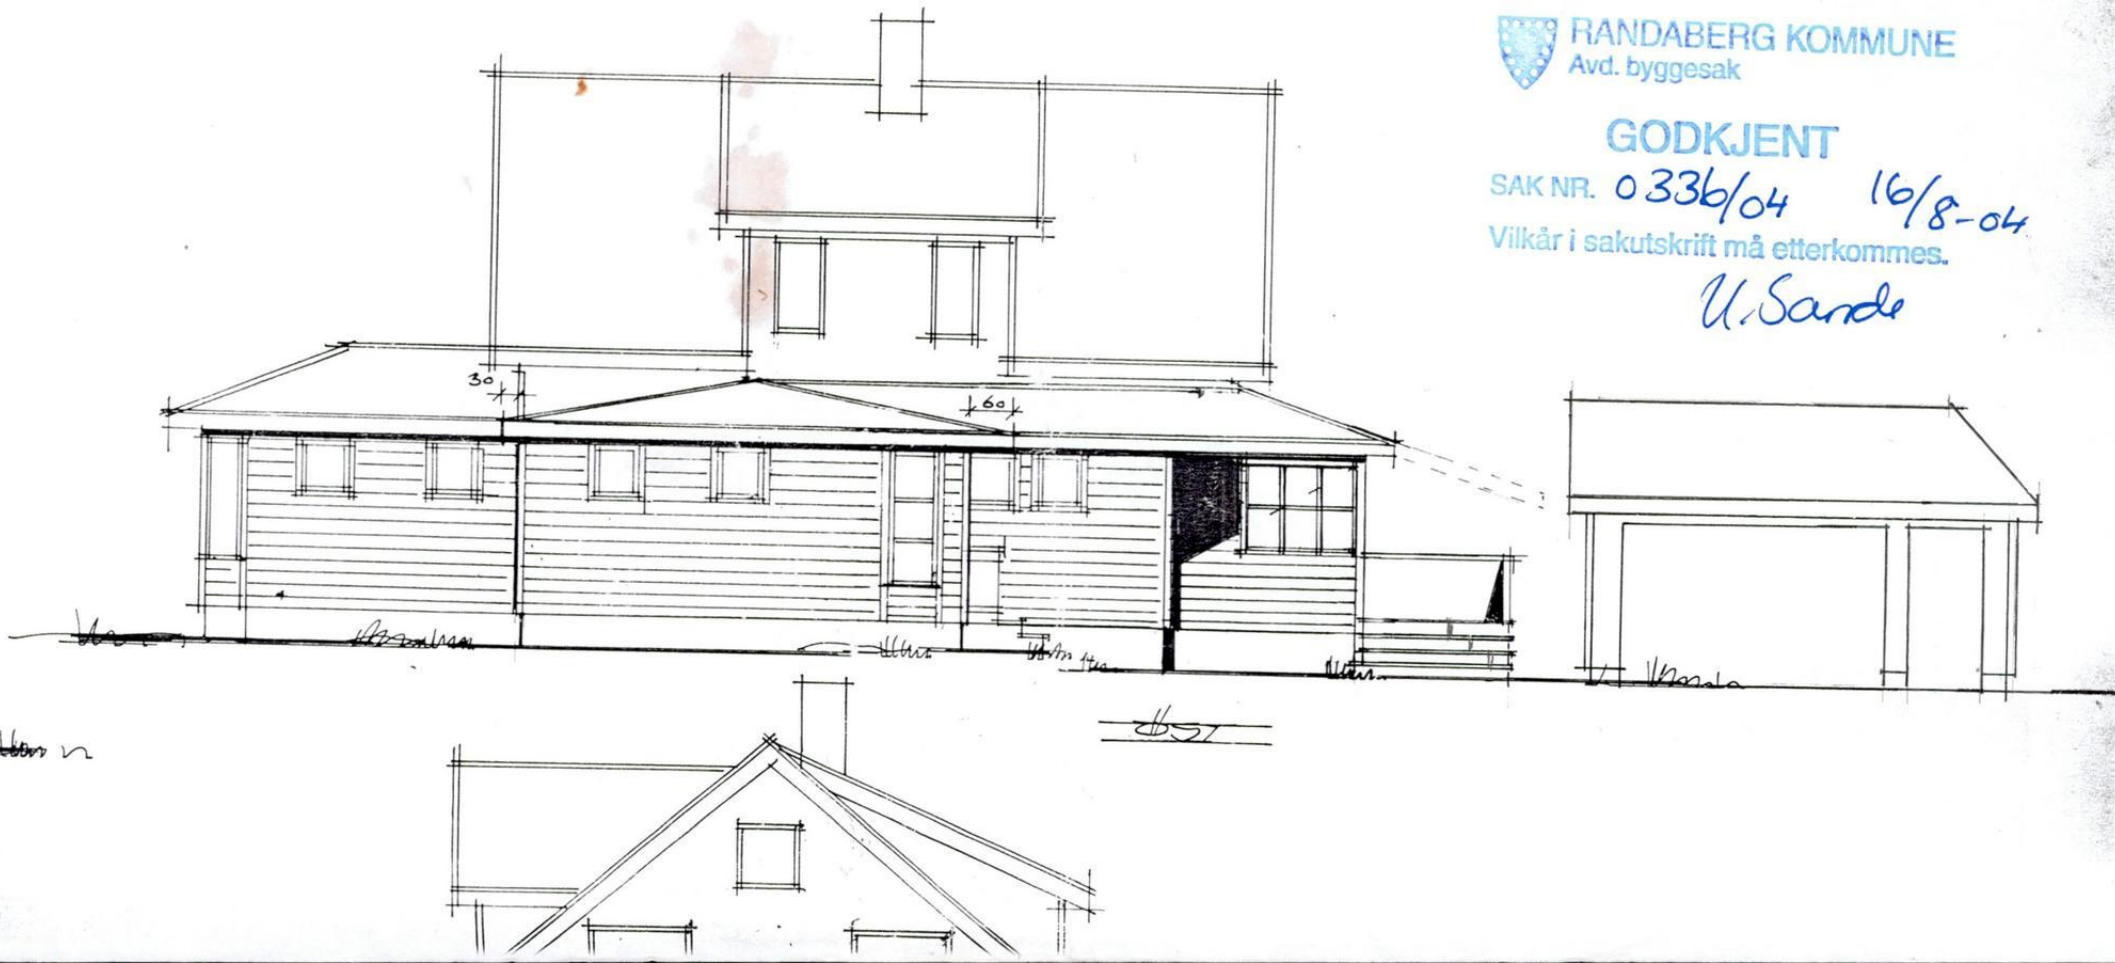 RANDABERG KOMMUNE
Avd. byggesak
GODKJENT
SAK NR. 0336/04 16/8-04
Vilkår i sakutskrift må etterkommes.
U. Sande
30
60
ØST